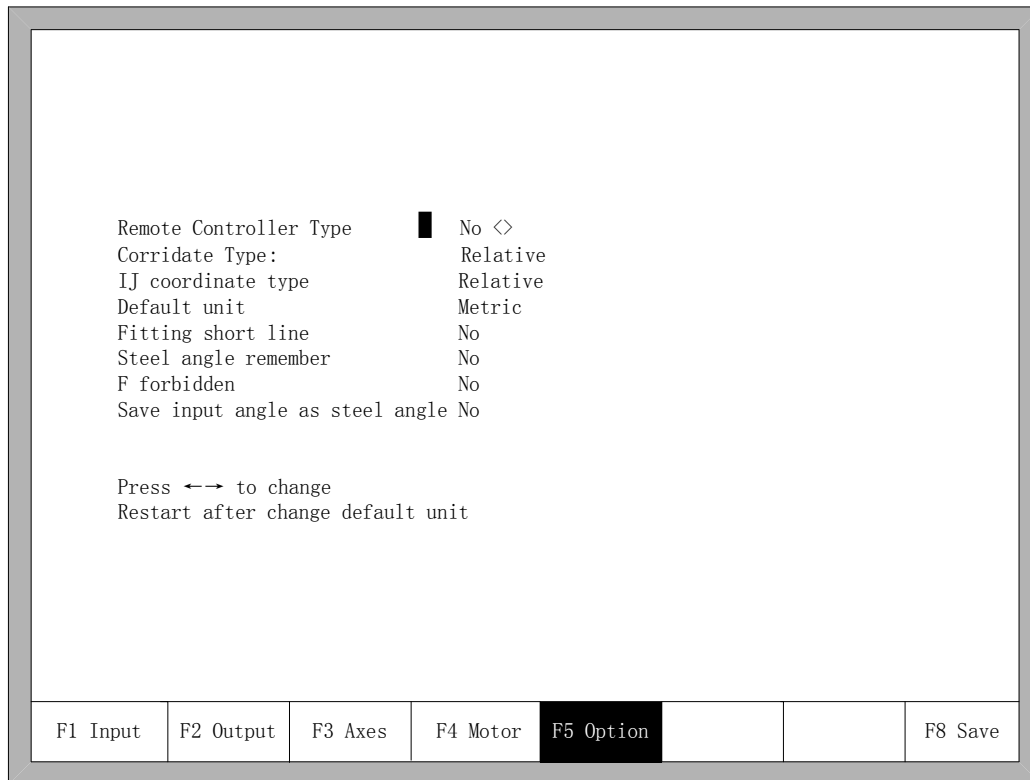 Remote Controller Type No <>
Corridate Type: Relative
IJ coordinate type Relative
Default unit Metric
Fitting short line No
Steel angle remember No
F forbidden No
Save input angle as steel angle No
Press ←→ to change
Restart after change default unit
F1 Input F2 Output F3 Axes F4 Motor F5 Option F8 Save